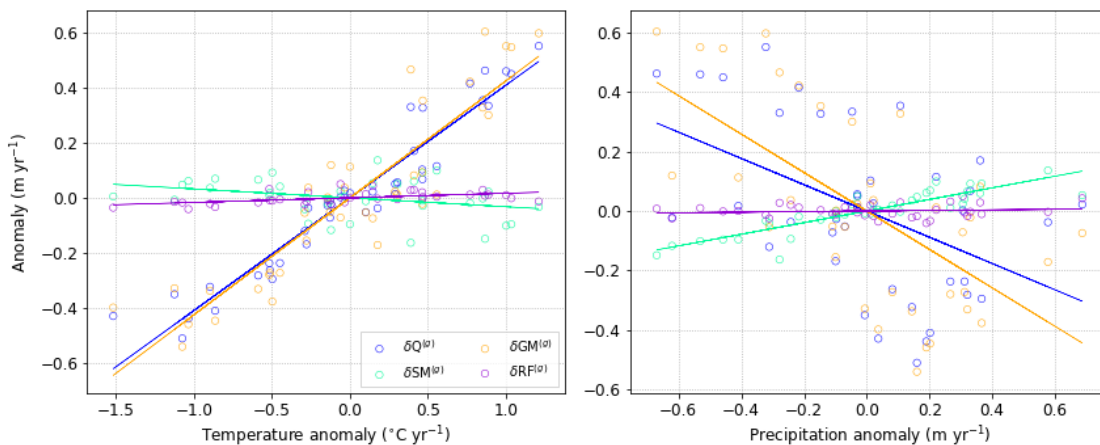 0.6
0.4
0.2
0.0
−0.2
−0.4
−0.6
Anomaly (m yr⁻¹)
−1.5 −1.0 −0.5 0.0 0.5 1.0
Temperature anomaly (°C yr⁻¹)
δQ⁽ᵍ⁾ δGM⁽ᵍ⁾
δSM⁽ᵍ⁾ δRF⁽ᵍ⁾
0.6
0.4
0.2
0.0
−0.2
−0.4
−0.6
−0.6 −0.4 −0.2 0.0 0.2 0.4 0.6
Precipitation anomaly (m yr⁻¹)